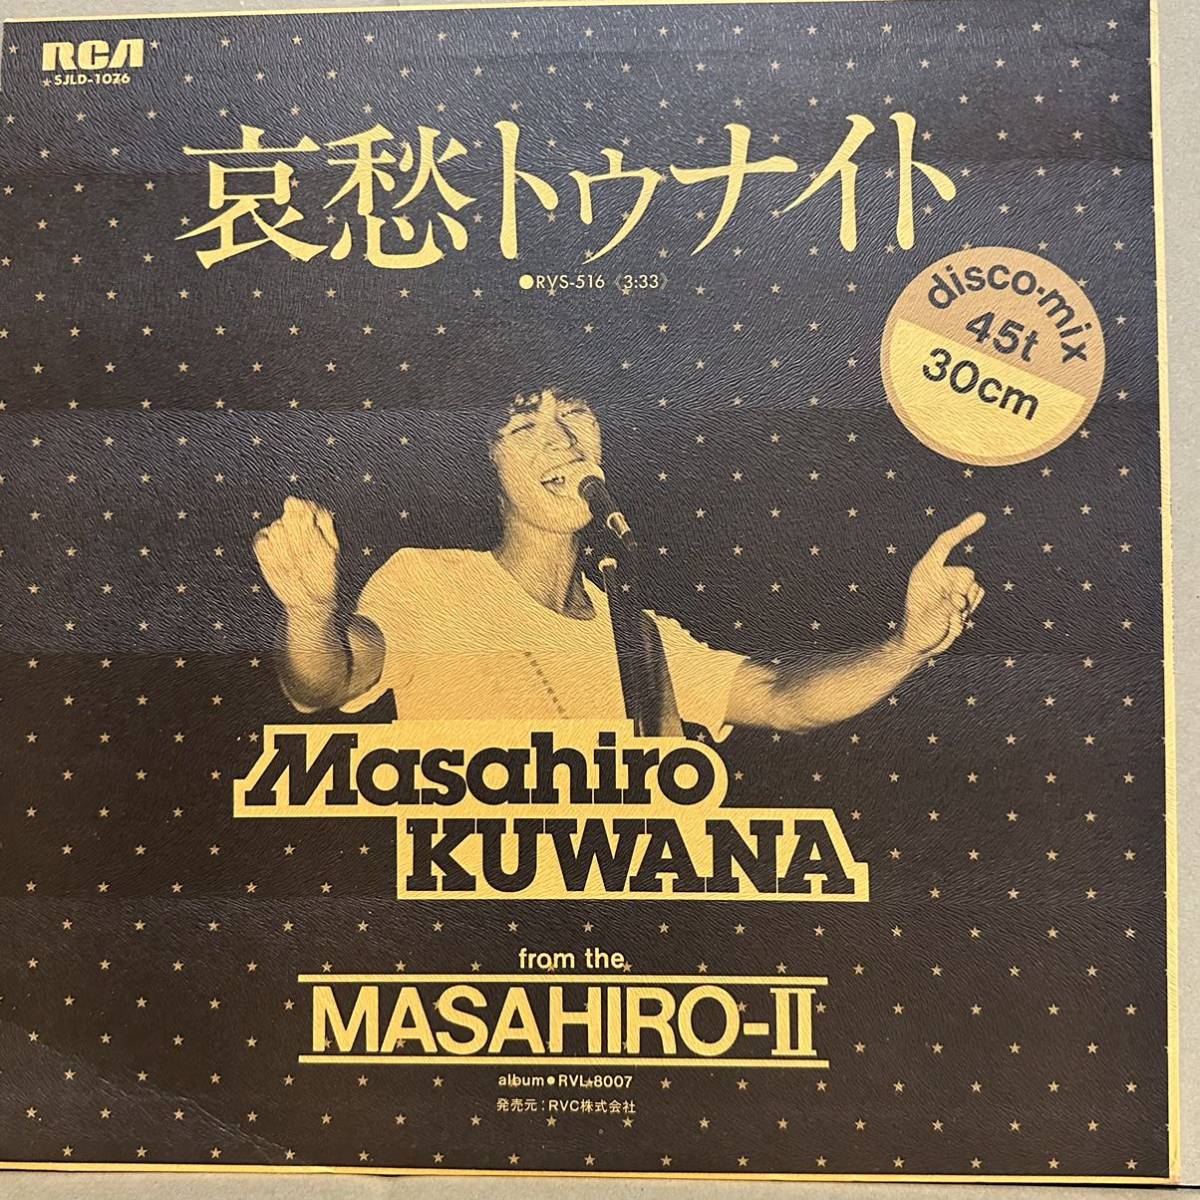 RCA
SJLD-1076
哀愁トゥナイト
●RVS-516《3:33》
disco-mix
45t
30cm
Masahiro
KUWANA
from the
MASAHIRO-II
album●RVL-8007
発売元:RVC株式会社